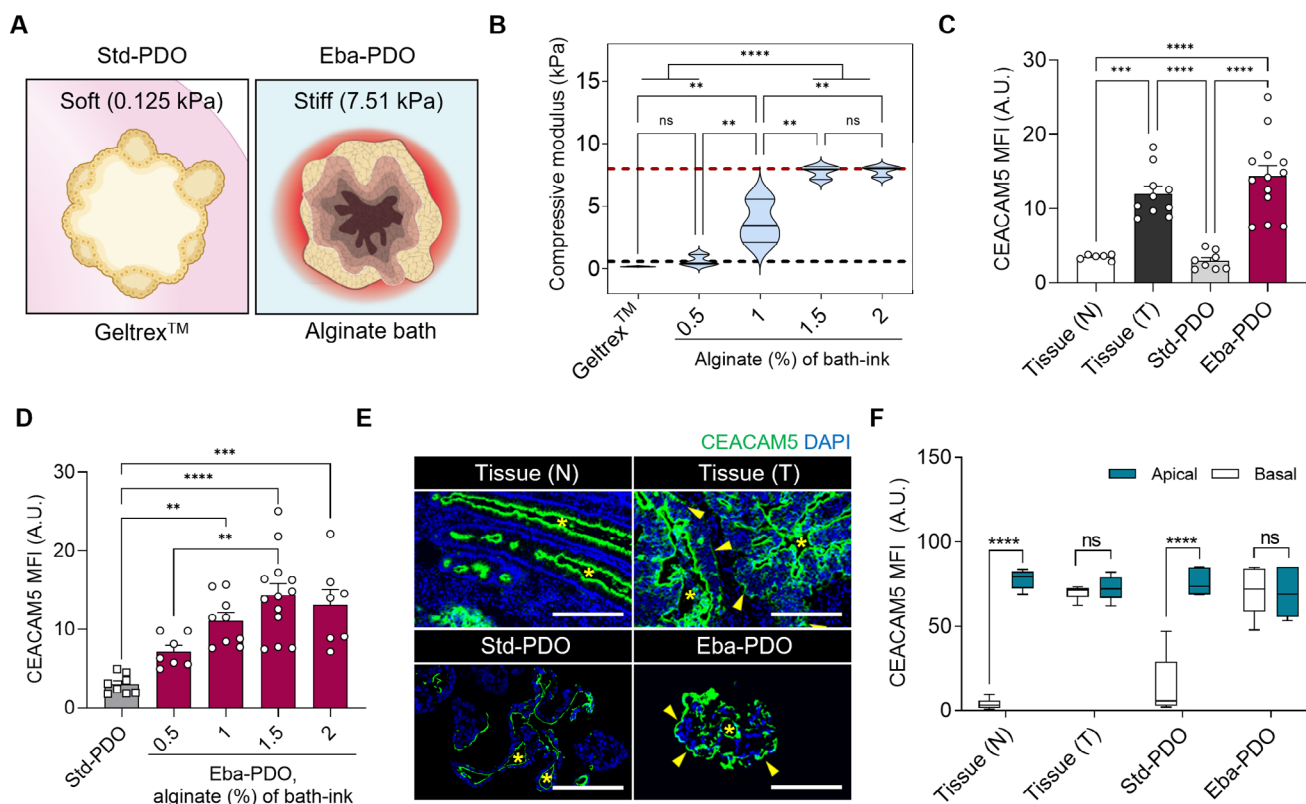 A
Std-PDO
Eba-PDO
Soft (0.125 kPa)
Stiff (7.51 kPa)
Geltrex™
Alginate bath
B
Compressive modulus (kPa)
15
10
5
0
****
**
**
ns
**
**
ns
Geltrex™
0.5
1
1.5
2
Alginate (%) of bath-ink
C
CEACAM5 MFI (A.U.)
30
20
10
0
****
***
****
****
Tissue (N)
Tissue (T)
Std-PDO
Eba-PDO
D
CEACAM5 MFI (A.U.)
30
20
10
0
***
****
**
**
Std-PDO
0.5
1
1.5
2
Eba-PDO,
alginate (%) of bath-ink
E
CEACAM5 DAPI
Tissue (N)
Tissue (T)
*
*
*
*
Std-PDO
Eba-PDO
*
*
*
F
CEACAM5 MFI (A.U.)
150
100
50
0
Apical
Basal
****
ns
****
ns
Tissue (N)
Tissue (T)
Std-PDO
Eba-PDO